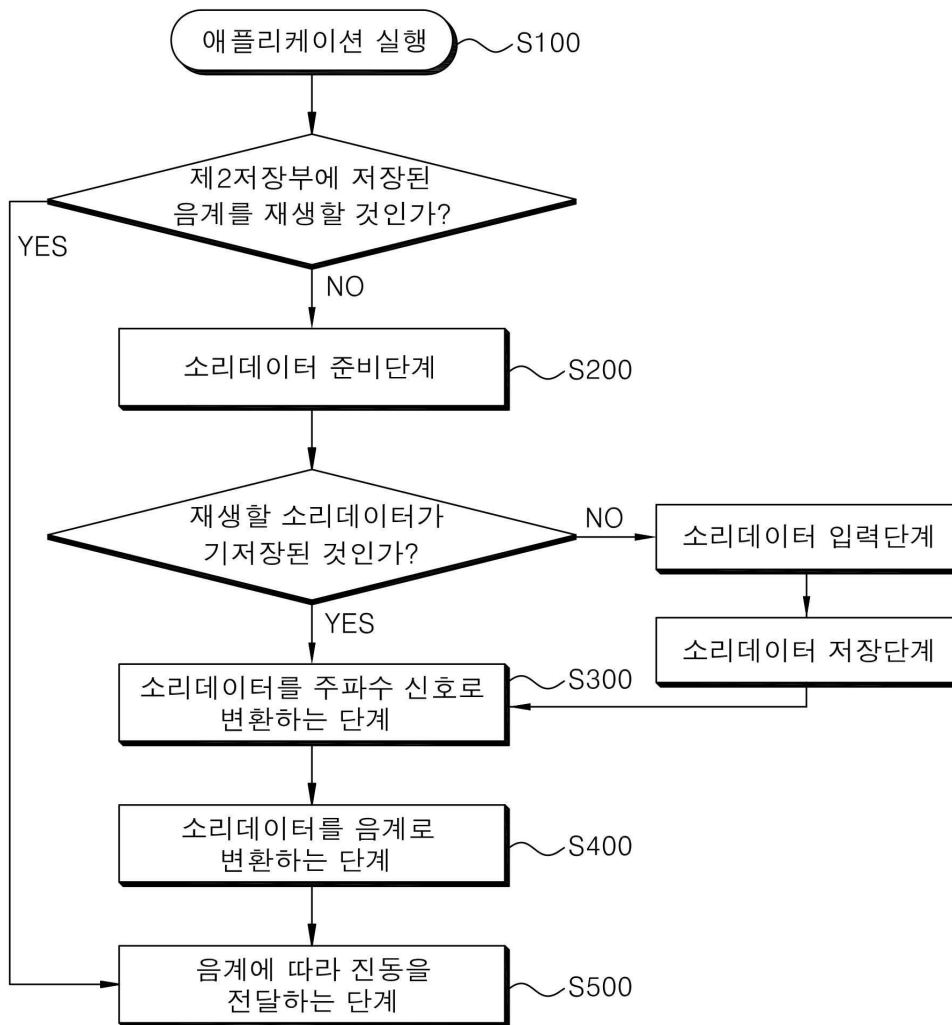 애플리케이션 실행
S100
제2저장부에 저장된
음계를 재생할 것인가?
YES
NO
소리데이터 준비단계
S200
재생할 소리데이터가
기저장된 것인가?
NO
소리데이터 입력단계
YES
소리데이터 저장단계
소리데이터를 주파수 신호로
변환하는 단계
S300
소리데이터를 음계로
변환하는 단계
S400
음계에 따라 진동을
전달하는 단계
S500